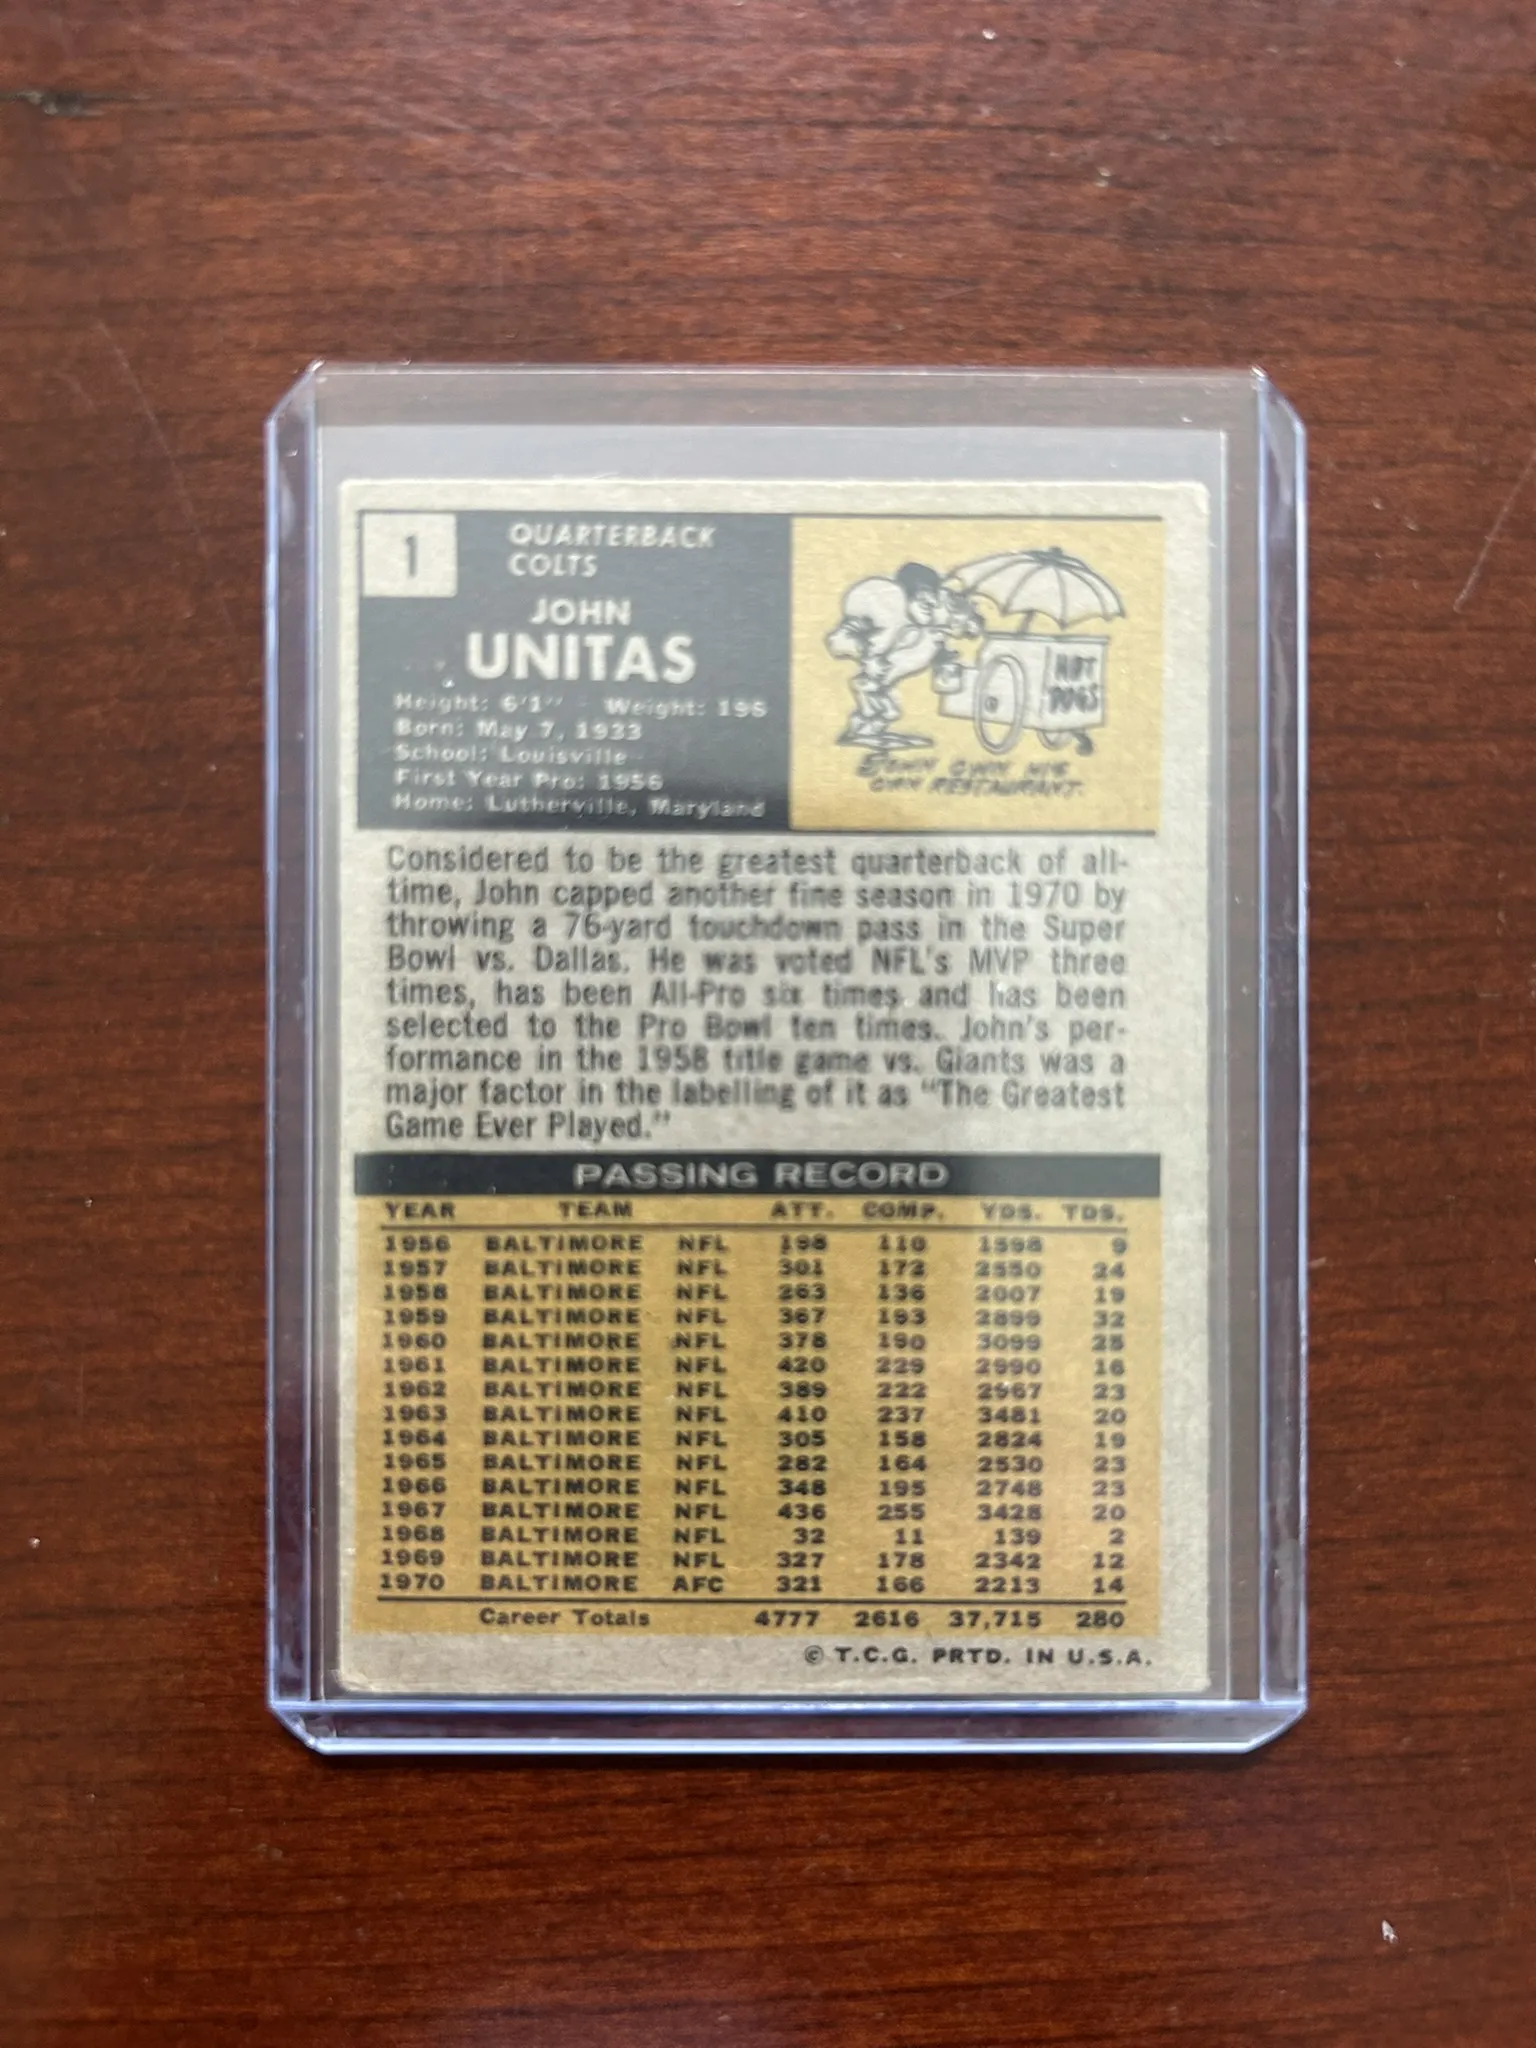 1
QUARTERBACK
COLTS
JOHN
UNITAS
Height: 6'1" Weight: 196
Born: May 7, 1933
School: Louisville
First Year Pro: 1956
Home: Lutherville, Maryland
HOT
DOGS
JOHN OWN HIS
OWN RESTAURANT.
Considered to be the greatest quarterback of all-
time, John capped another fine season in 1970 by
throwing a 76-yard touchdown pass in the Super
Bowl vs. Dallas. He was voted NFL's MVP three
times, has been All-Pro six times and has been
selected to the Pro Bowl ten times. John's per-
formance in the 1958 title game vs. Giants was a
major factor in the labelling of it as "The Greatest
Game Ever Played."
PASSING RECORD
YEAR TEAM ATT. COMP. YDS. TDS.
1956 BALTIMORE NFL 198 110 1598 9
1957 BALTIMORE NFL 301 172 2550 24
1958 BALTIMORE NFL 263 136 2007 19
1959 BALTIMORE NFL 367 193 2899 32
1960 BALTIMORE NFL 378 190 3099 25
1961 BALTIMORE NFL 420 229 2990 16
1962 BALTIMORE NFL 389 222 2967 23
1963 BALTIMORE NFL 410 237 3481 20
1964 BALTIMORE NFL 305 158 2824 19
1965 BALTIMORE NFL 282 164 2530 23
1966 BALTIMORE NFL 348 195 2748 23
1967 BALTIMORE NFL 436 255 3428 20
1968 BALTIMORE NFL 32 11 139 2
1969 BALTIMORE NFL 327 178 2342 12
1970 BALTIMORE AFC 321 166 2213 14
Career Totals 4777 2616 37,715 280
© T.C.G. PRTD. IN U.S.A.